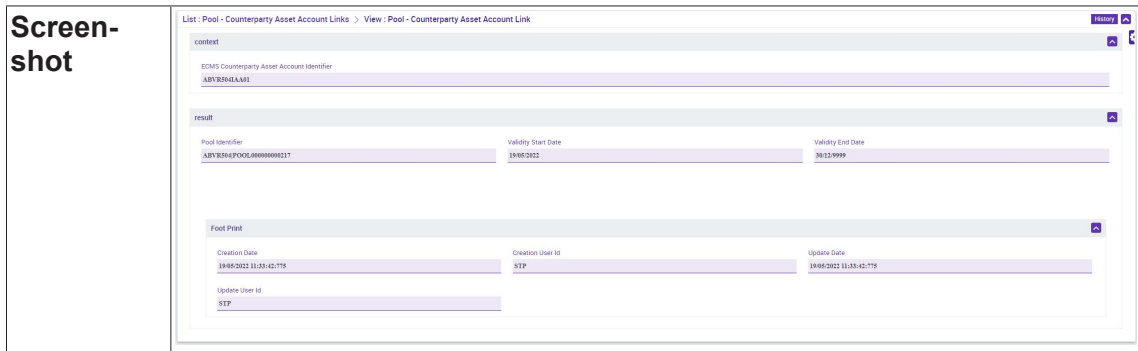 Screen-
shot
List : Pool - Counterparty Asset Account Links > View : Pool - Counterparty Asset Account Link
History
context
ECMS Counterparty Asset Account Identifier
ABVR504IAA01
result
Pool Identifier Validity Start Date Validity End Date
ABVR504|POOL000000000217 19/05/2022 30/12/9999
Foot Print
Creation Date Creation User Id Update Date
19/05/2022 11:33:42:775 STP 19/05/2022 11:33:42:775
Update User Id
STP